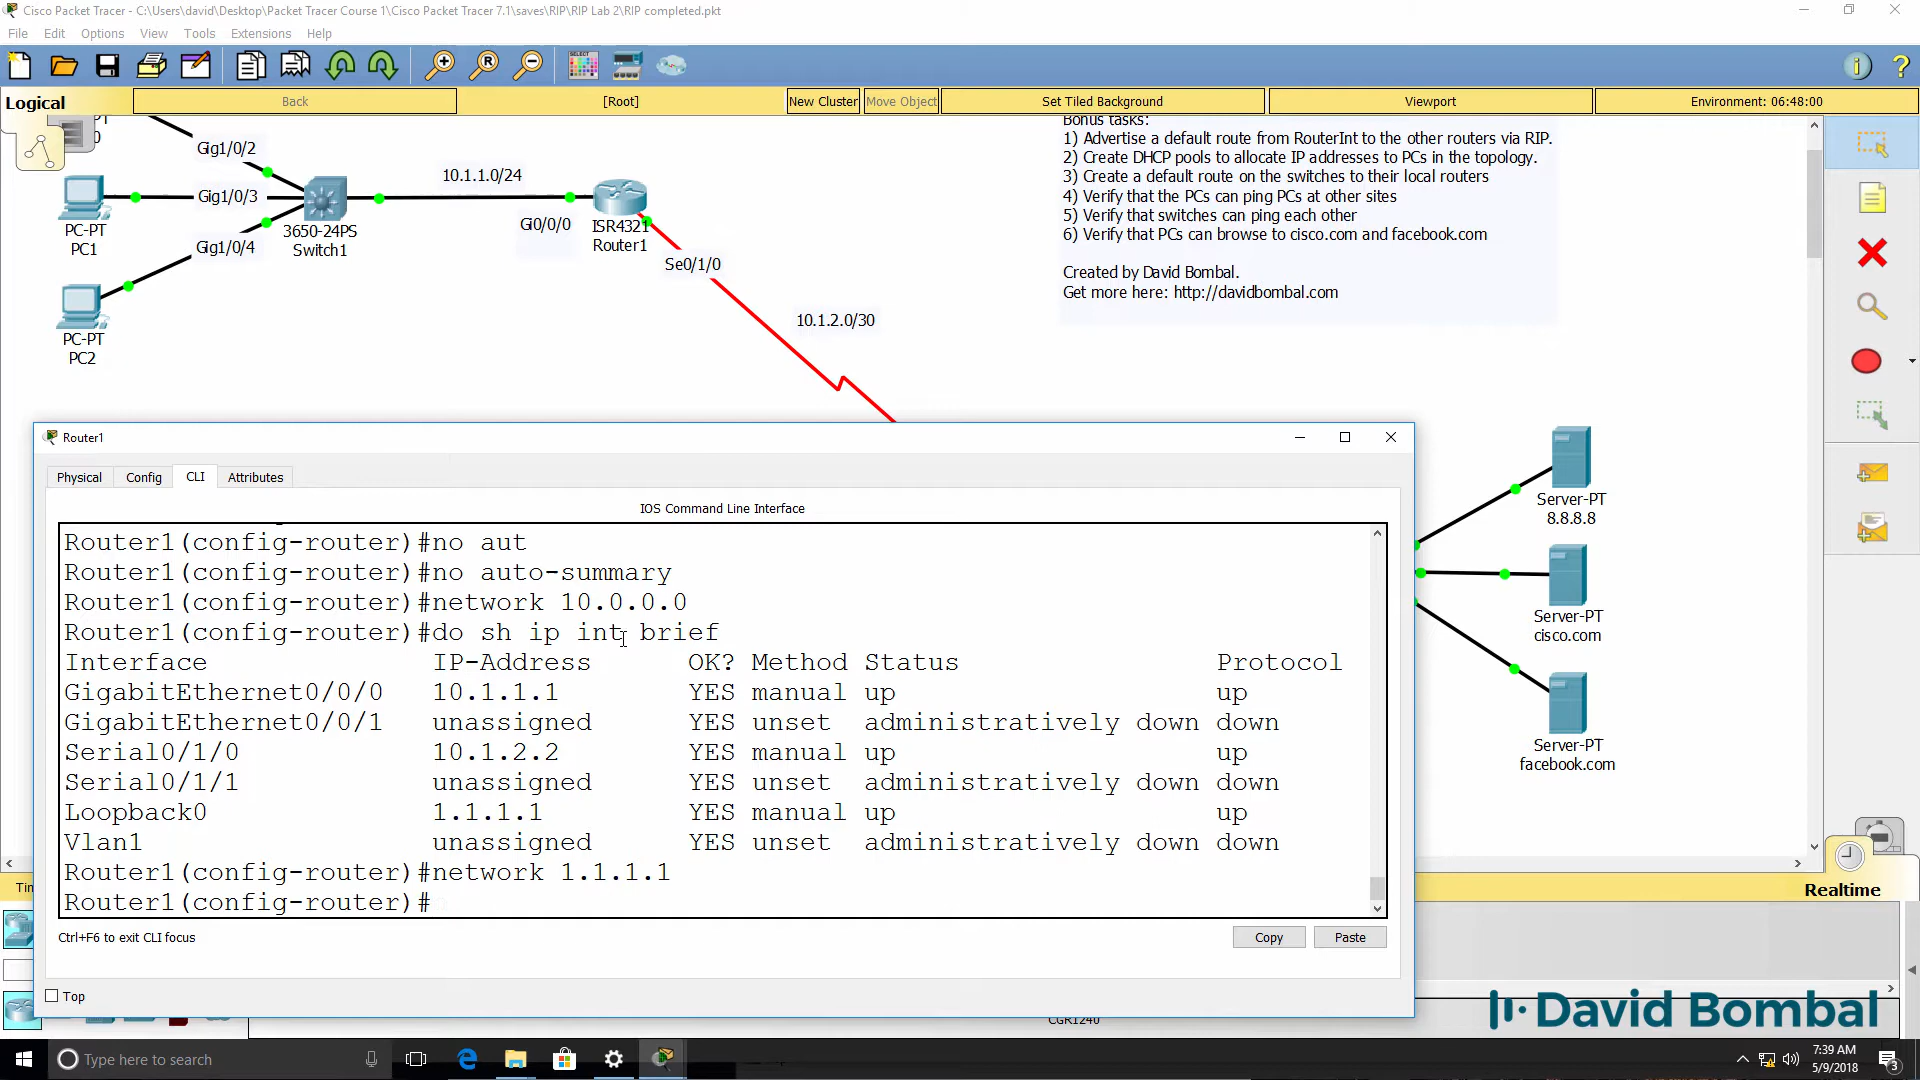 Cisco Packet Tracer - C:\Users\david\Desktop\Packet Tracer Course 1\Cisco Packet Tracer 7.1\saves\RIP\RIP Lab 2\RIP completed.pkt
File Edit Options View Tools Extensions Help
Logical Back [Root] New Cluster Move Object Set Tiled Background Viewport Environment: 06:48:00
Bonus tasks:
1) Advertise a default route from RouterInt to the other routers via RIP.
2) Create DHCP pools to allocate IP addresses to PCs in the topology.
3) Create a default route on the switches to their local routers
4) Verify that the PCs can ping PCs at other sites
5) Verify that switches can ping each other
6) Verify that PCs can browse to cisco.com and facebook.com
Created by David Bombal.
Get more here: http://davidbombal.com
Gig1/0/2
10.1.1.0/24
Gig1/0/3
PC-PT
PC1
Gig1/0/4
3650-24PS
Switch1
Gi0/0/0
ISR4321
Router1
Se0/1/0
10.1.2.0/30
PC-PT
PC2
Server-PT
8.8.8.8
Server-PT
cisco.com
Server-PT
facebook.com
Router1
Physical Config CLI Attributes
IOS Command Line Interface
Router1(config-router)#no aut
Router1(config-router)#no auto-summary
Router1(config-router)#network 10.0.0.0
Router1(config-router)#do sh ip int brief
Interface IP-Address OK? Method Status Protocol
GigabitEthernet0/0/0 10.1.1.1 YES manual up up
GigabitEthernet0/0/1 unassigned YES unset administratively down down
Serial0/1/0 10.1.2.2 YES manual up up
Serial0/1/1 unassigned YES unset administratively down down
Loopback0 1.1.1.1 YES manual up up
Vlan1 unassigned YES unset administratively down down
Router1(config-router)#network 1.1.1.1
Router1(config-router)#
Ctrl+F6 to exit CLI focus
Copy Paste
Top
Realtime
CGR1240
David Bombal
Type here to search
7:39 AM
5/9/2018
3